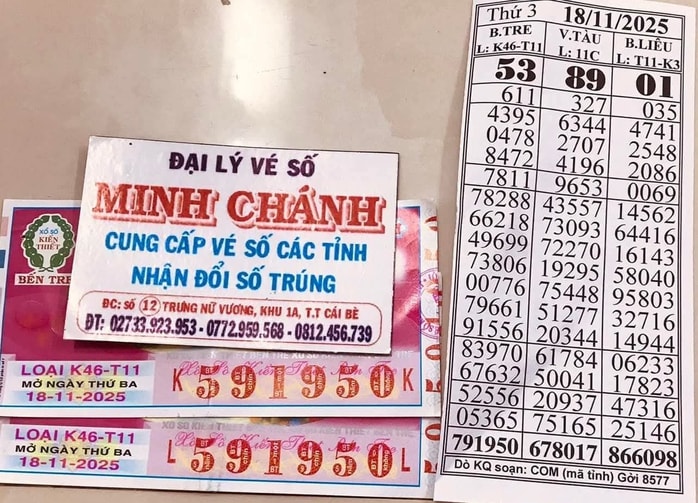 XỔ SỐ
KIẾN
THIẾT
BẾN TRE
ĐẠI LÝ VÉ SỐ
MINH CHÁNH
CUNG CẤP VÉ SỐ CÁC TỈNH
NHẬN ĐỔI SỐ TRÚNG
ĐC: Số 12 TRƯNG NỮ VƯƠNG, KHU 1A, T.T CÁI BÈ
ĐT: 02733.923.953 - 0772.959.568 - 0812.456.739
LOẠI K46-T11
MỞ NGÀY THỨ BA
18-11-2025
K 591950 K
LOẠI K46-T11
MỞ NGÀY THỨ BA
18-11-2025
L 591950 L
Thứ 3 18/11/2025
B.TRE V.TÀU B.LIÊU
L: K46-T11 L: 11C L: T11-K3
53 89 01
611 327 035
4395 6344 4741
0478 2707 2548
8472 4196 2086
7811 9653 0069
78288 43557 14562
66218 73093 64416
49699 72270 16143
73806 19295 58040
00776 75448 95803
79661 51277 32716
91556 20344 14944
83970 61784 06233
67632 50041 17823
52556 20937 47316
05365 75165 25146
791950 678017 866098
Dò KQ soạn: COM (mã tỉnh) Gởi 8577